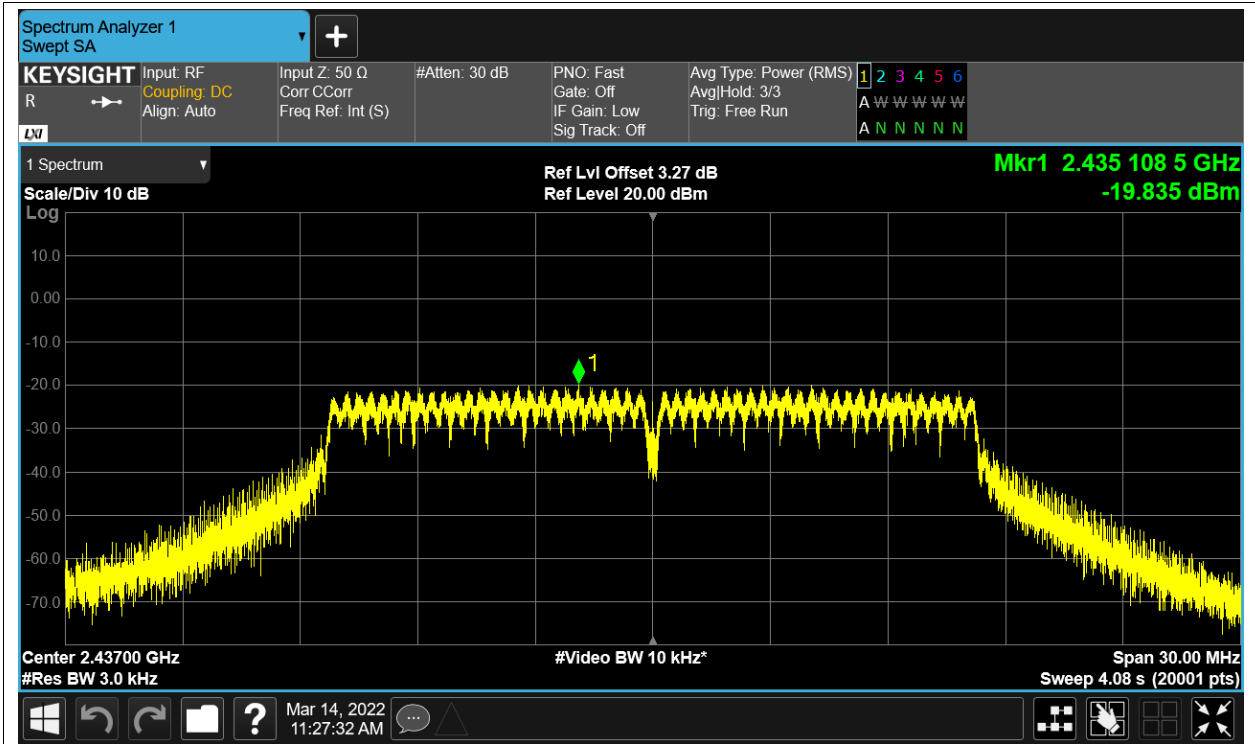 Spectrum Analyzer 1
Swept SA
+
KEYSIGHT
R
LXI
Input: RF
Coupling: DC
Align: Auto
Input Z: 50 Ω
Corr CCorr
Freq Ref: Int (S)
#Atten: 30 dB
PNO: Fast
Gate: Off
IF Gain: Low
Sig Track: Off
Avg Type: Power (RMS)
Avg|Hold: 3/3
Trig: Free Run
1 2 3 4 5 6
A W W W W W
A N N N N N
1 Spectrum
Scale/Div 10 dB
Log
Ref Lvl Offset 3.27 dB
Ref Level 20.00 dBm
Mkr1 2.435 108 5 GHz
-19.835 dBm
10.0
0.00
-10.0
-20.0
-30.0
-40.0
-50.0
-60.0
-70.0
1
Center 2.43700 GHz
#Res BW 3.0 kHz
#Video BW 10 kHz*
Span 30.00 MHz
Sweep 4.08 s (20001 pts)
?
Mar 14, 2022
11:27:32 AM